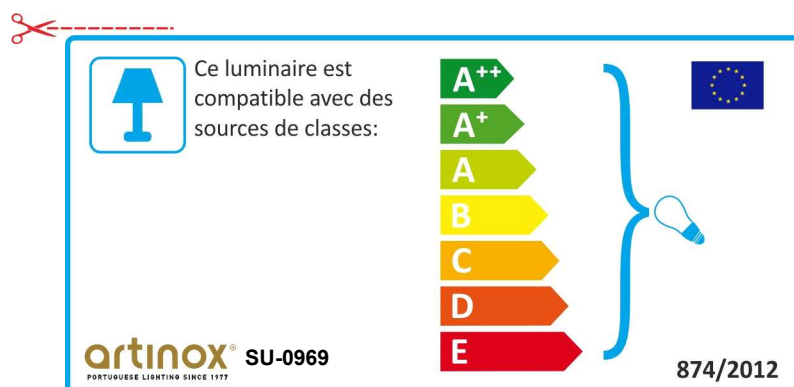 Ce luminaire est
compatible avec des
sources de classes:
A++
A+
A
B
C
D
E
artinox® SU-0969
PORTUGUESE LIGHTING SINCE 1977
874/2012